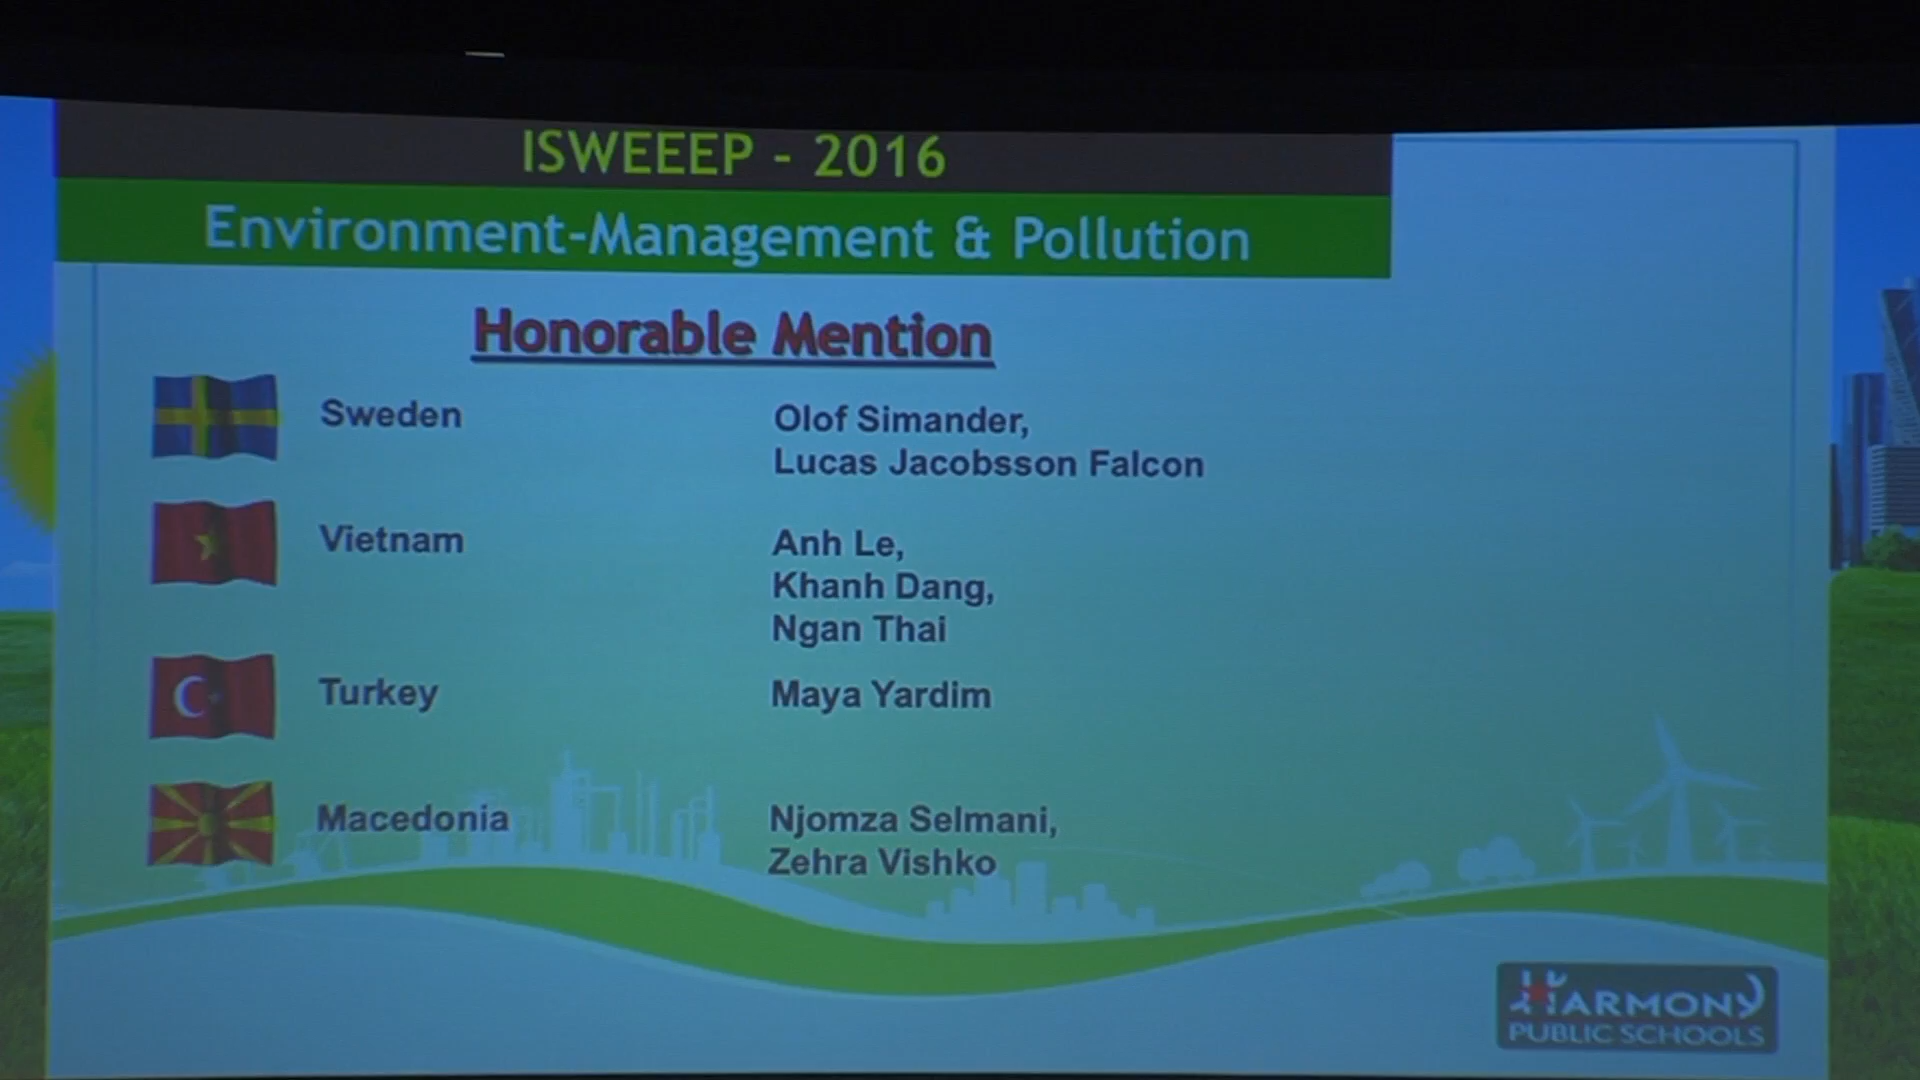 ISWEEEP - 2016
Environment-Management & Pollution
Honorable Mention
Sweden
Olof Simander,
Lucas Jacobsson Falcon
Vietnam
Anh Le,
Khanh Dang,
Ngan Thai
Turkey
Maya Yardim
Macedonia
Njomza Selmani,
Zehra Vishko
HARMONY
PUBLIC SCHOOLS